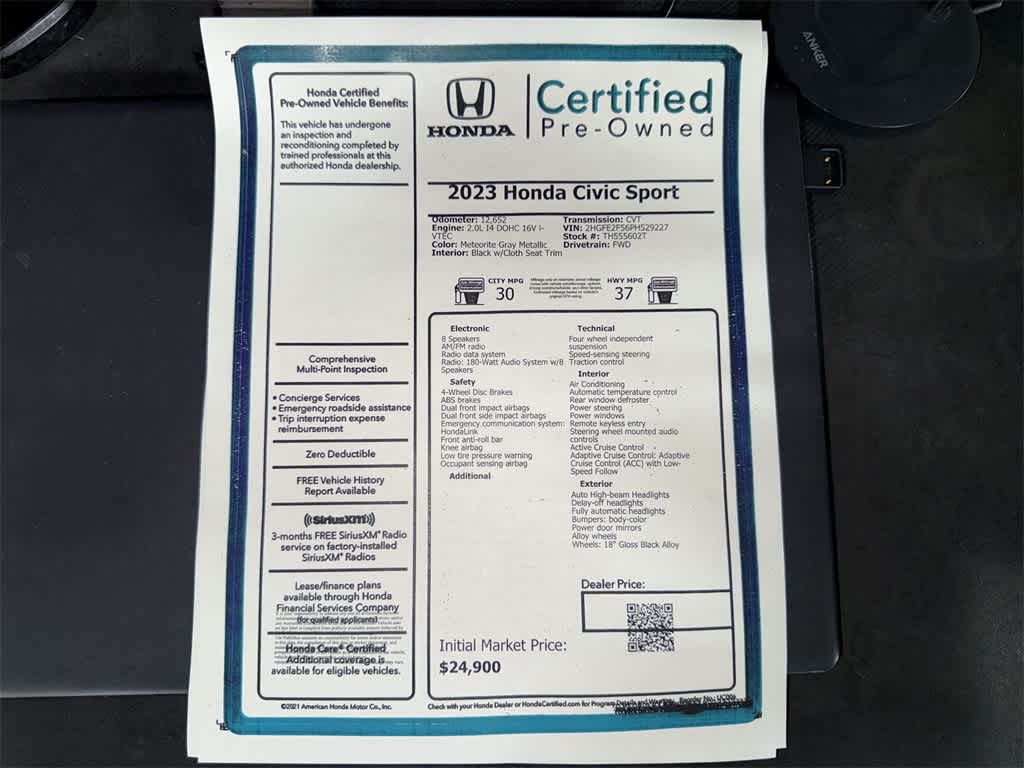 ANKER
Honda Certified
Pre-Owned Vehicle Benefits:
This vehicle has undergone
an inspection and
reconditioning completed by
trained professionals at this
authorized Honda dealership.
Comprehensive
Multi-Point Inspection
• Concierge Services
• Emergency roadside assistance
• Trip interruption expense
reimbursement
Zero Deductible
FREE Vehicle History
Report Available
((SiriusXM))
3-months FREE SiriusXM® Radio
service on factory-installed
SiriusXM® Radios
Lease/finance plans
available through Honda
Financial Services Company
(for qualified applicants)
Honda Care® Certified
Additional coverage is
available for eligible vehicles.
©2021 American Honda Motor Co., Inc.
HONDA
Certified
Pre-Owned
2023 Honda Civic Sport
Odometer: 12,652
Engine: 2.0L I4 DOHC 16V i-
VTEC
Color: Meteorite Gray Metallic
Interior: Black w/Cloth Seat Trim
Transmission: CVT
VIN: 2HGFE2F56PH529227
Stock #: TH555602T
Drivetrain: FWD
CITY MPG
30
HWY MPG
37
Electronic
8 Speakers
AM/FM radio
Radio data system
Radio: 180-Watt Audio System w/8
Speakers
Safety
4-Wheel Disc Brakes
ABS brakes
Dual front impact airbags
Dual front side impact airbags
Emergency communication system:
HondaLink
Front anti-roll bar
Knee airbag
Low tire pressure warning
Occupant sensing airbag
Additional
Technical
Four wheel independent
suspension
Speed-sensing steering
Traction control
Interior
Air Conditioning
Automatic temperature control
Rear window defroster
Power steering
Power windows
Remote keyless entry
Steering wheel mounted audio
controls
Active Cruise Control
Adaptive Cruise Control: Adaptive
Cruise Control (ACC) with Low-
Speed Follow
Exterior
Auto High-beam Headlights
Delay-off headlights
Fully automatic headlights
Bumpers: body-color
Power door mirrors
Alloy wheels
Wheels: 18" Gloss Black Alloy
Dealer Price:
Initial Market Price:
$24,900
Check with your Honda Dealer or HondaCertified.com for Program Details and Warranty. Reorder No.: UC006